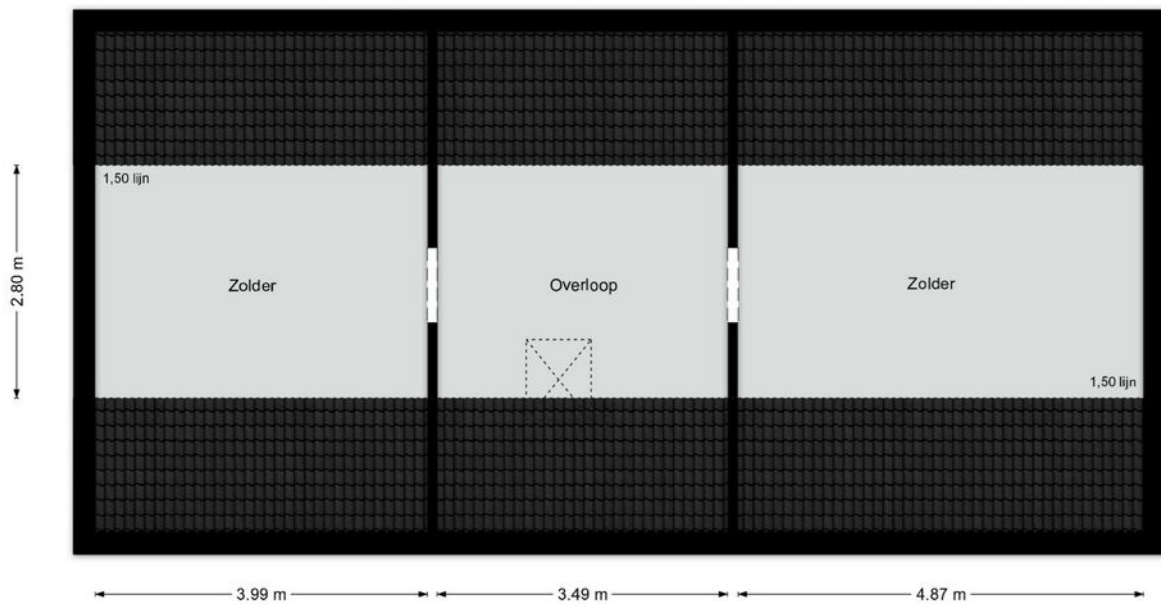 1,50 lijn
2.80 m
Zolder
Overloop
Zolder
1,50 lijn
3.99 m
3.49 m
4.87 m